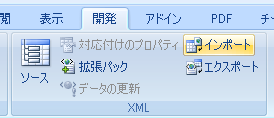 表示 開発 アドイン PDF
対応付けのプロパティ インポート
ソース 拡張パック エクスポート
データの更新
XML